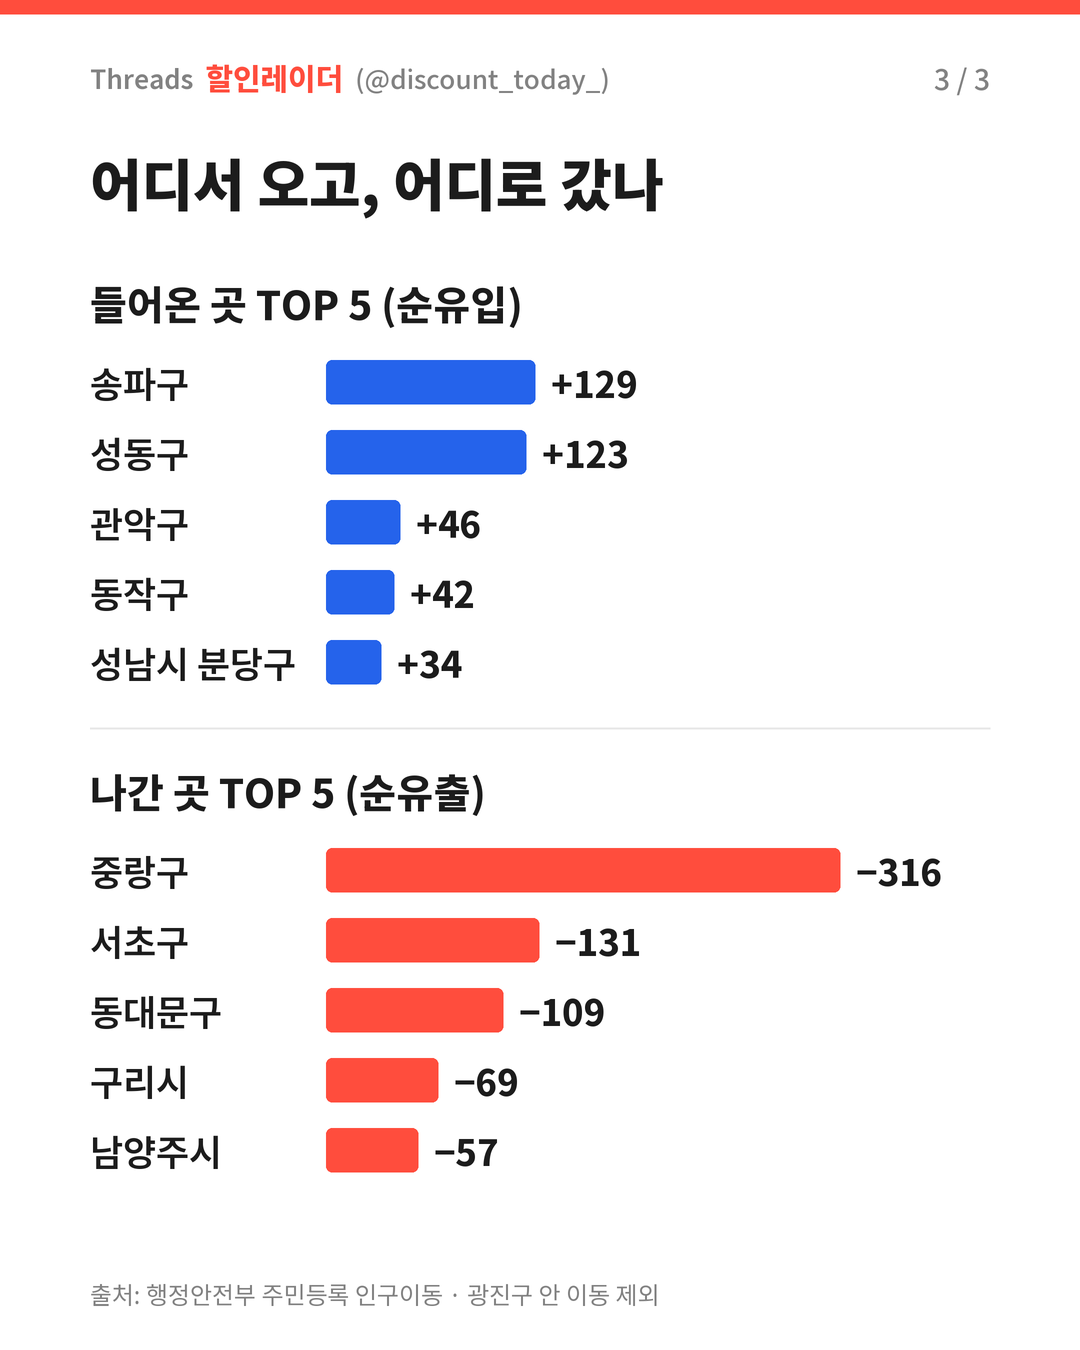 Threads 할인레이더 (@discount_today_)
3 / 3
어디서 오고, 어디로 갔나
들어온 곳 TOP 5 (순유입)
송파구 +129
성동구 +123
관악구 +46
동작구 +42
성남시 분당구 +34
나간 곳 TOP 5 (순유출)
중랑구 −316
서초구 −131
동대문구 −109
구리시 −69
남양주시 −57
출처: 행정안전부 주민등록 인구이동 · 광진구 안 이동 제외